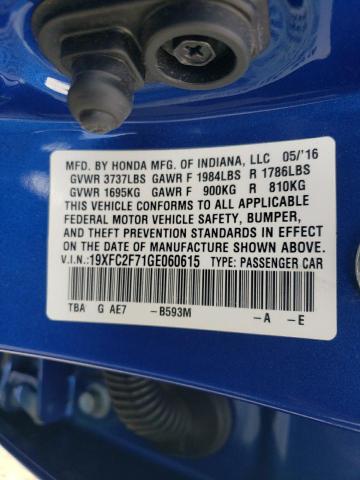 MFD. BY HONDA MFG. OF INDIANA, LLC 05/'16
GVWR 3737LBS GAWR F 1984LBS R 1786LBS
GVWR 1695KG GAWR F 900KG R 810KG
THIS VEHICLE CONFORMS TO ALL APPLICABLE
FEDERAL MOTOR VEHICLE SAFETY, BUMPER,
AND THEFT PREVENTION STANDARDS IN EFFECT ON
THE DATE OF MANUFACTURE SHOWN ABOVE.
V.I.N.: 19XFC2F71GE060615 TYPE: PASSENGER CAR
TBA G AE7 -B593M -A -E